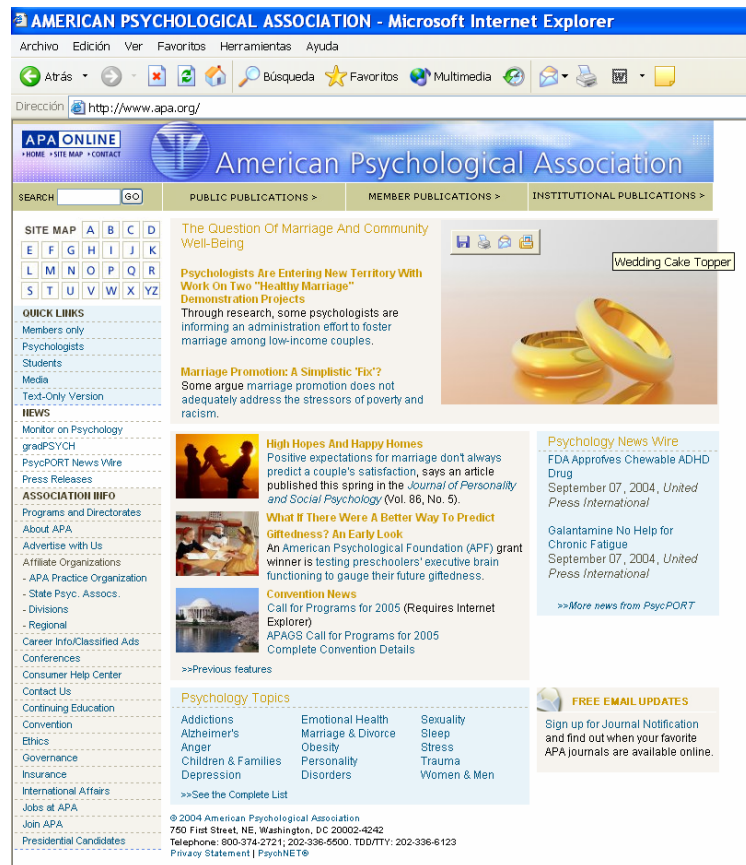 AMERICAN PSYCHOLOGICAL ASSOCIATION - Microsoft Internet Explorer
Archivo Edición Ver Favoritos Herramientas Ayuda
Atrás Búsqueda Favoritos Multimedia
Dirección http://www.apa.org/
APA ONLINE
HOME SITE MAP CONTACT
American Psychological Association
SEARCH GO PUBLIC PUBLICATIONS > MEMBER PUBLICATIONS > INSTITUTIONAL PUBLICATIONS >
SITE MAP A B C D
E F G H I J K
L M N O P Q R
S T U V W X YZ
QUICK LINKS
Members only
Psychologists
Students
Media
Text-Only Version
NEWS
Monitor on Psychology
gradPSYCH
PsycPORT News Wire
Press Releases
ASSOCIATION INFO
Programs and Directorates
About APA
Advertise with Us
Affiliate Organizations
- APA Practice Organization
- State Psyc. Assocs.
- Divisions
- Regional
Career Info/Classified Ads
Conferences
Consumer Help Center
Contact Us
Continuing Education
Convention
Ethics
Governance
Insurance
International Affairs
Jobs at APA
Join APA
Presidential Candidates
The Question Of Marriage And Community
Well-Being
Psychologists Are Entering New Territory With
Work On Two "Healthy Marriage"
Demonstration Projects
Through research, some psychologists are
informing an administration effort to foster
marriage among low-income couples.
Marriage Promotion: A Simplistic 'Fix'?
Some argue marriage promotion does not
adequately address the stressors of poverty and
racism.
Wedding Cake Topper
High Hopes And Happy Homes
Positive expectations for marriage don't always
predict a couple's satisfaction, says an article
published this spring in the Journal of Personality
and Social Psychology (Vol. 86, No. 5).
What If There Were A Better Way To Predict
Giftedness? An Early Look
An American Psychological Foundation (APF) grant
winner is testing preschoolers' executive brain
functioning to gauge their future giftedness.
Convention News
Call for Programs for 2005 (Requires Internet
Explorer)
APAGS Call for Programs for 2005
Complete Convention Details
>>Previous features
Psychology News Wire
FDA Approfves Chewable ADHD
Drug
September 07, 2004, United
Press International
Galantamine No Help for
Chronic Fatigue
September 07, 2004, United
Press International
>>More news from PsycPORT
Psychology Topics
Addictions Emotional Health Sexuality
Alzheimer's Marriage & Divorce Sleep
Anger Obesity Stress
Children & Families Personality Trauma
Depression Disorders Women & Men
>>See the Complete List
FREE EMAIL UPDATES
Sign up for Journal Notification
and find out when your favorite
APA journals are available online.
© 2004 American Psychological Association
750 First Street, NE, Washington, DC 20002-4242
Telephone: 800-374-2721; 202-336-5500. TDD/TTY: 202-336-6123
Privacy Statement | PsychNET®